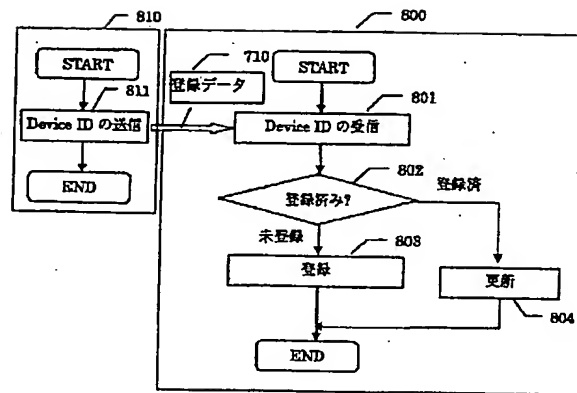 810
800
START
811
Device ID の送信
END
710
登録データ
START
801
Device ID の受信
802
登録済み?
登録済
未登録
803
登録
更新
804
END